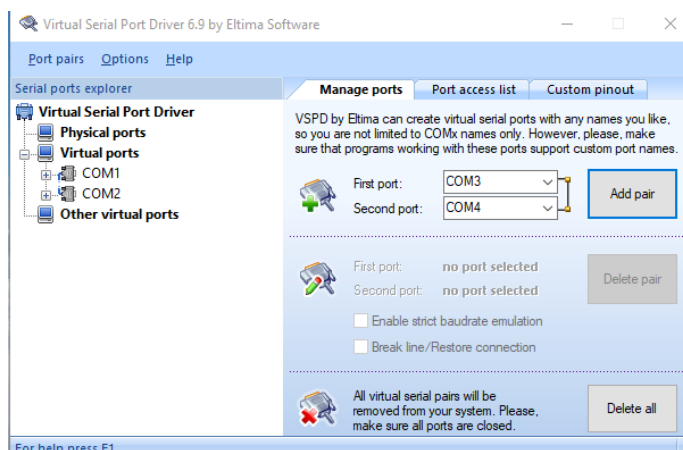 Virtual Serial Port Driver 6.9 by Eltima Software
Port pairs Options Help
Serial ports explorer
Virtual Serial Port Driver
Physical ports
Virtual ports
COM1
COM2
Other virtual ports
Manage ports Port access list Custom pinout
VSPD by Eltima can create virtual serial ports with any names you like,
so you are not limited to COMx names only. However, please, make
sure that programs working with these ports support custom port names.
First port: COM3
Second port: COM4
Add pair
First port: no port selected
Second port: no port selected
Delete pair
Enable strict baudrate emulation
Break line/Restore connection
All virtual serial pairs will be
removed from your system. Please,
make sure all ports are closed.
Delete all
For help press F1